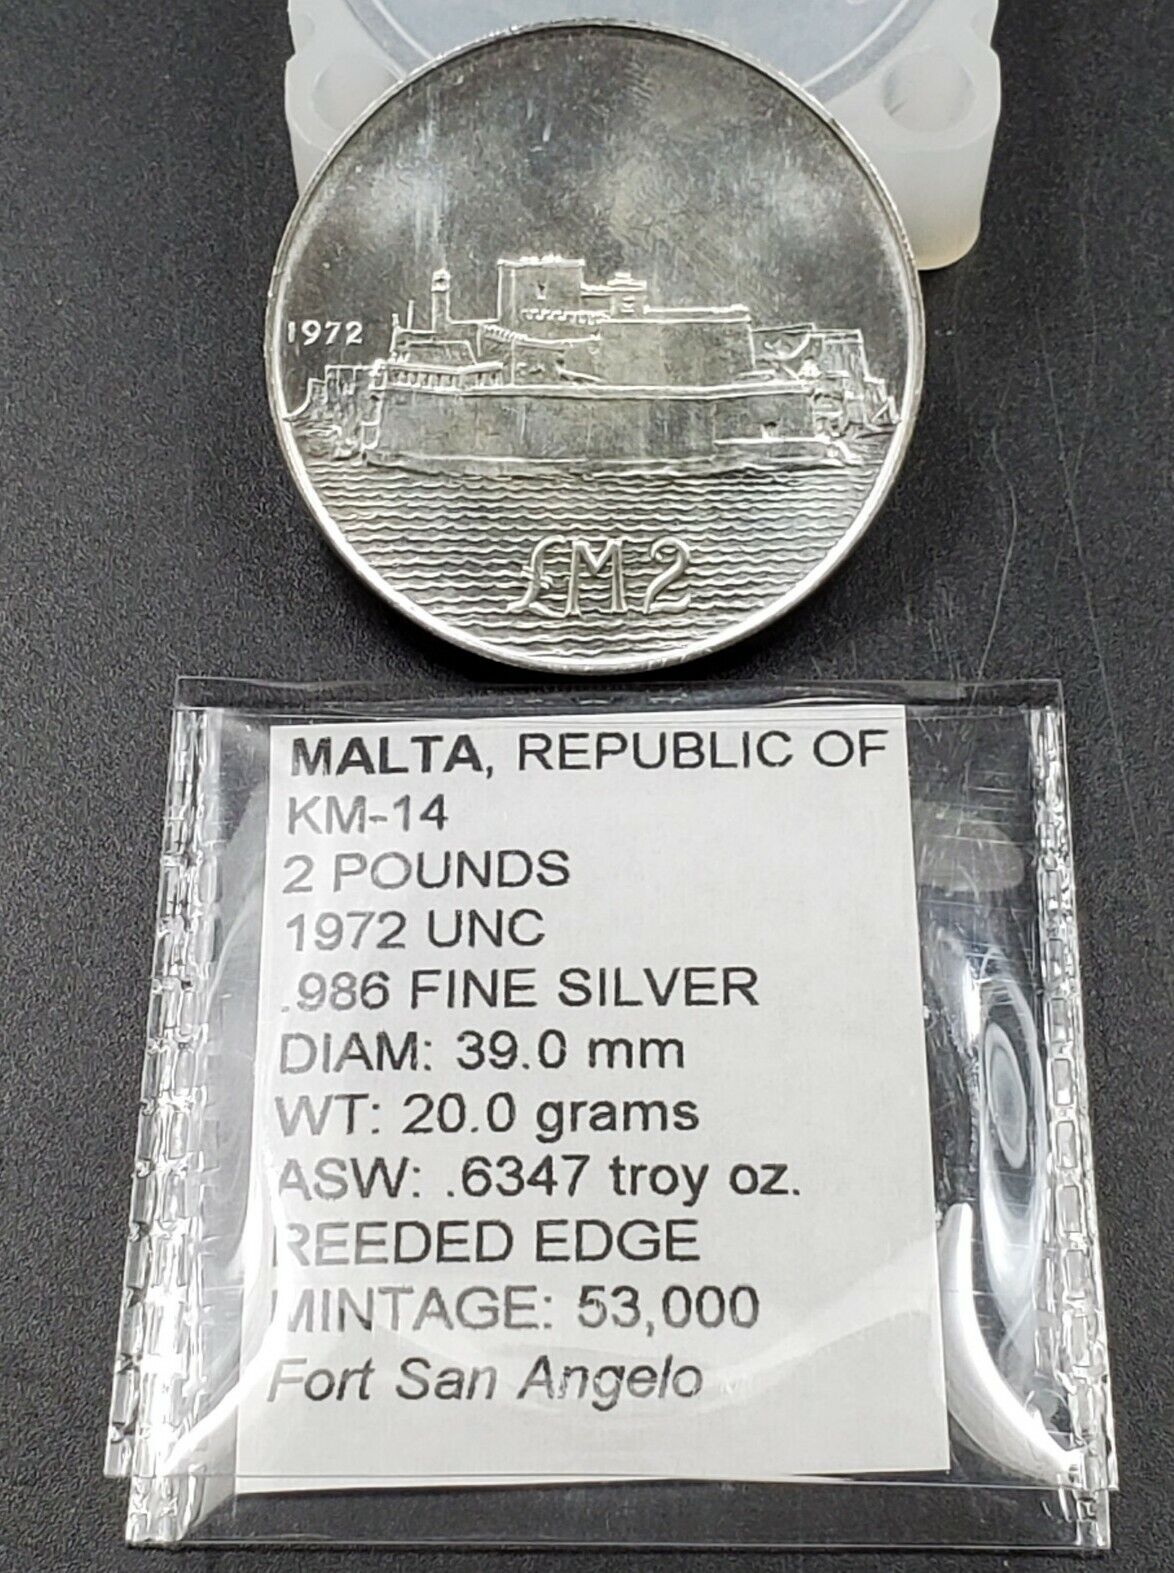 1972
£M2
MALTA, REPUBLIC OF
KM-14
2 POUNDS
1972 UNC
.986 FINE SILVER
DIAM: 39.0 mm
WT: 20.0 grams
ASW: .6347 troy oz.
REEDED EDGE
MINTAGE: 53,000
Fort San Angelo